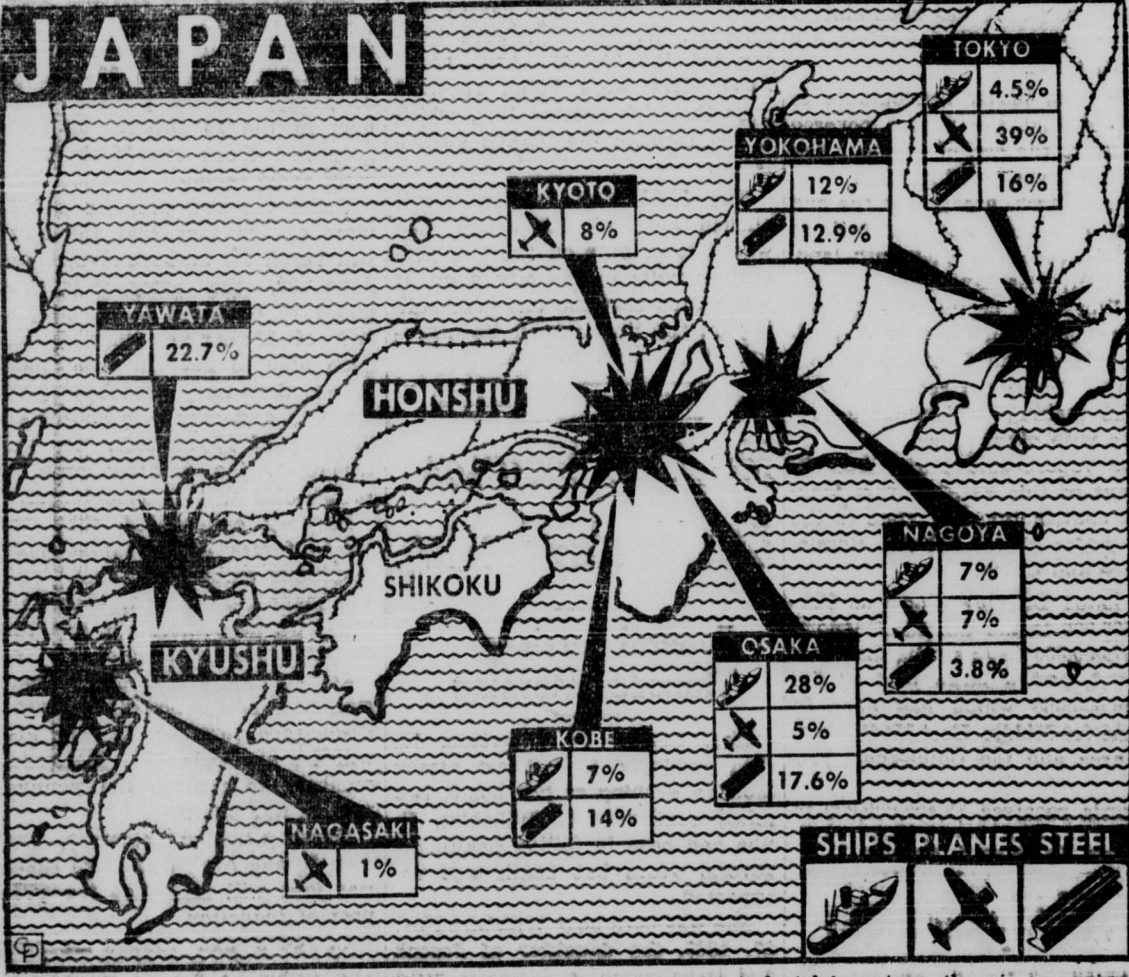 JAPAN
TOKYO
4.5%
39%
16%
YOKOHAMA
12%
12.9%
KYOTO
8%
YAWATA
22.7%
HONSHU
SHIKOKU
KYUSHU
NAGOYA
7%
7%
3.8%
OSAKA
28%
5%
17.6%
KOBE
7%
14%
NAGASAKI
1%
SHIPS PLANES STEEL
CP